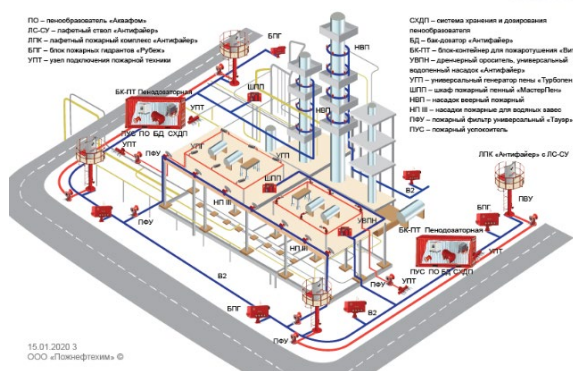 ПО – пенообразователь «Аквафом»
ЛС-СУ – лафетный ствол «Антифайер»
ЛПК – лафетный пожарный комплекс «Антифайер»
БПГ – блок пожарных гидрантов «Рубеж»
УПТ – узел подключения пожарной техники
СХДП – система хранения и дозирования
пенообразователя
БД – бак-дозатор «Антифайер»
БК-ПТ – блок-контейнер для пожаротушения
УВПН – дренчерный ороситель, универсальный
водопенный насадок «Антифайер»
УГП – универсальный генератор пены
ШПП – шкаф пожарный пенный «МастерПен»
НВП – насадок веерный пожарный
НП III – насадки пожарные для водяных завес
ПФУ – пожарный фильтр универсальный «Таузр»
ПУС – пожарный успокоитель
БПГ
НВП
БК-ПТ Пенодозаторная
ШПП
НВП
УПТ
ПУС ПО БД СХДП
УПТ
ПФУ
УПГ
УГП
ЛПК «Антифайер» с ЛС-СУ
ШПП
В2
ПВУ
БПГ
НП III
УВПН
ПФУ
БК-ПТ Пенодозаторная
НП III
УПТ
ПУС ПО БД СХДП
В2
ПФУ
УПТ
БПГ
В2
15.01.2020 3
ООО «Пожнефтехим» ©